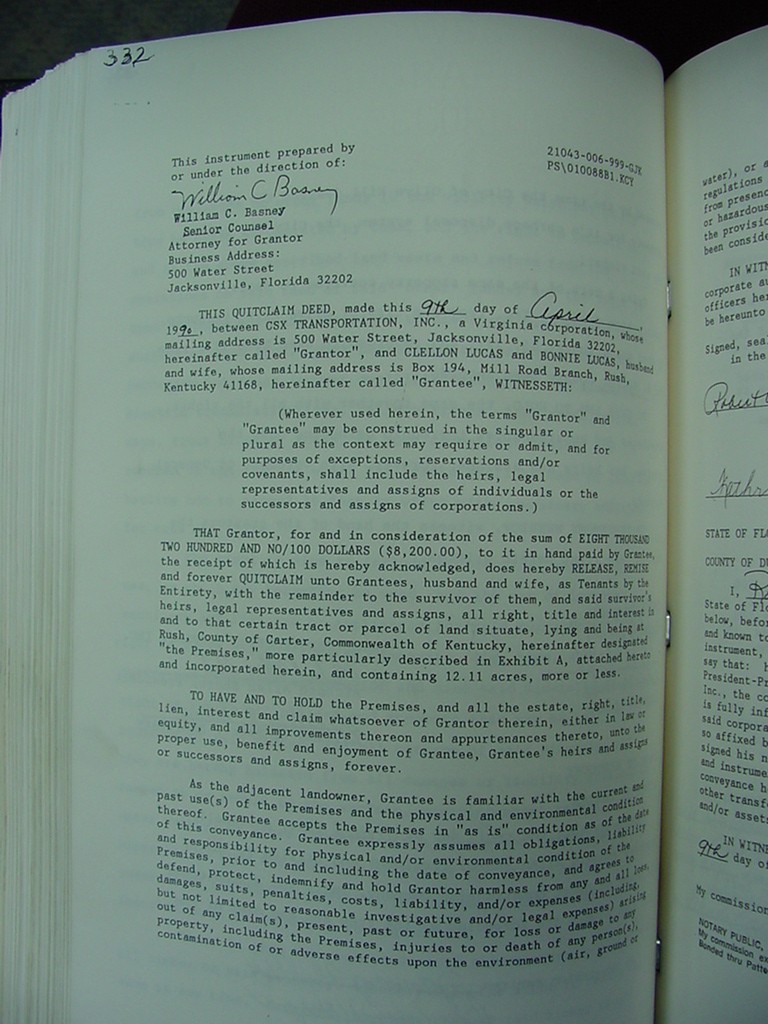 332
This instrument prepared by
or under the direction of:
21043-006-999-GJK
PS\010088B1.KCY
William C Basney
William C. Basney
Senior Counsel
Attorney for Grantor
Business Address:
500 Water Street
Jacksonville, Florida 32202
THIS QUITCLAIM DEED, made this 9th day of April,
1990, between CSX TRANSPORTATION, INC., a Virginia corporation, whose
mailing address is 500 Water Street, Jacksonville, Florida 32202,
hereinafter called "Grantor", and CLELLON LUCAS and BONNIE LUCAS, husband
and wife, whose mailing address is Box 194, Mill Road Branch, Rush,
Kentucky 41168, hereinafter called "Grantee", WITNESSETH:
(Wherever used herein, the terms "Grantor" and
"Grantee" may be construed in the singular or
plural as the context may require or admit, and for
purposes of exceptions, reservations and/or
covenants, shall include the heirs, legal
representatives and assigns of individuals or the
successors and assigns of corporations.)
THAT Grantor, for and in consideration of the sum of EIGHT THOUSAND
TWO HUNDRED AND NO/100 DOLLARS ($8,200.00), to it in hand paid by Grantee,
the receipt of which is hereby acknowledged, does hereby RELEASE, REMISE
and forever QUITCLAIM unto Grantees, husband and wife, as Tenants by the
Entirety, with the remainder to the survivor of them, and said survivor's
heirs, legal representatives and assigns, all right, title and interest in
and to that certain tract or parcel of land situate, lying and being at
Rush, County of Carter, Commonwealth of Kentucky, hereinafter designated
"the Premises," more particularly described in Exhibit A, attached hereto
and incorporated herein, and containing 12.11 acres, more or less.
TO HAVE AND TO HOLD the Premises, and all the estate, right, title,
lien, interest and claim whatsoever of Grantor therein, either in law or
equity, and all improvements thereon and appurtenances thereto, unto the
proper use, benefit and enjoyment of Grantee, Grantee's heirs and assigns
or successors and assigns, forever.
As the adjacent landowner, Grantee is familiar with the current and
past use(s) of the Premises and the physical and environmental condition
thereof. Grantee accepts the Premises in "as is" condition as of the date
of this conveyance. Grantee expressly assumes all obligations, liability
and responsibility for physical and/or environmental condition of the
Premises, prior to and including the date of conveyance, and agrees to
defend, protect, indemnify and hold Grantor harmless from any and all loss,
damages, suits, penalties, costs, liability, and/or expenses (including,
but not limited to reasonable investigative and/or legal expenses) arising
out of any claim(s), present, past or future, for loss or damage to any
property, including the Premises, injuries to or death of any person(s),
contamination of or adverse effects upon the environment (air, ground or
water), or a
regulations
from presenc
or hazardous
the provisio
been conside
IN WITN
corporate au
officers her
be hereunto
Signed, seal
in the
Robert
Kathr
STATE OF FLO
COUNTY OF DU
I,
State of Flo
below, befor
and known to
instrument,
say that: h
President-Pr
Inc., the co
is fully inf
said corpora
so affixed b
signed his n
and instrume
conveyance h
other transf
and/or asset
IN WITNE
9th day of
My commission
NOTARY PUBLIC,
My commission ex
Bonded thru Patte